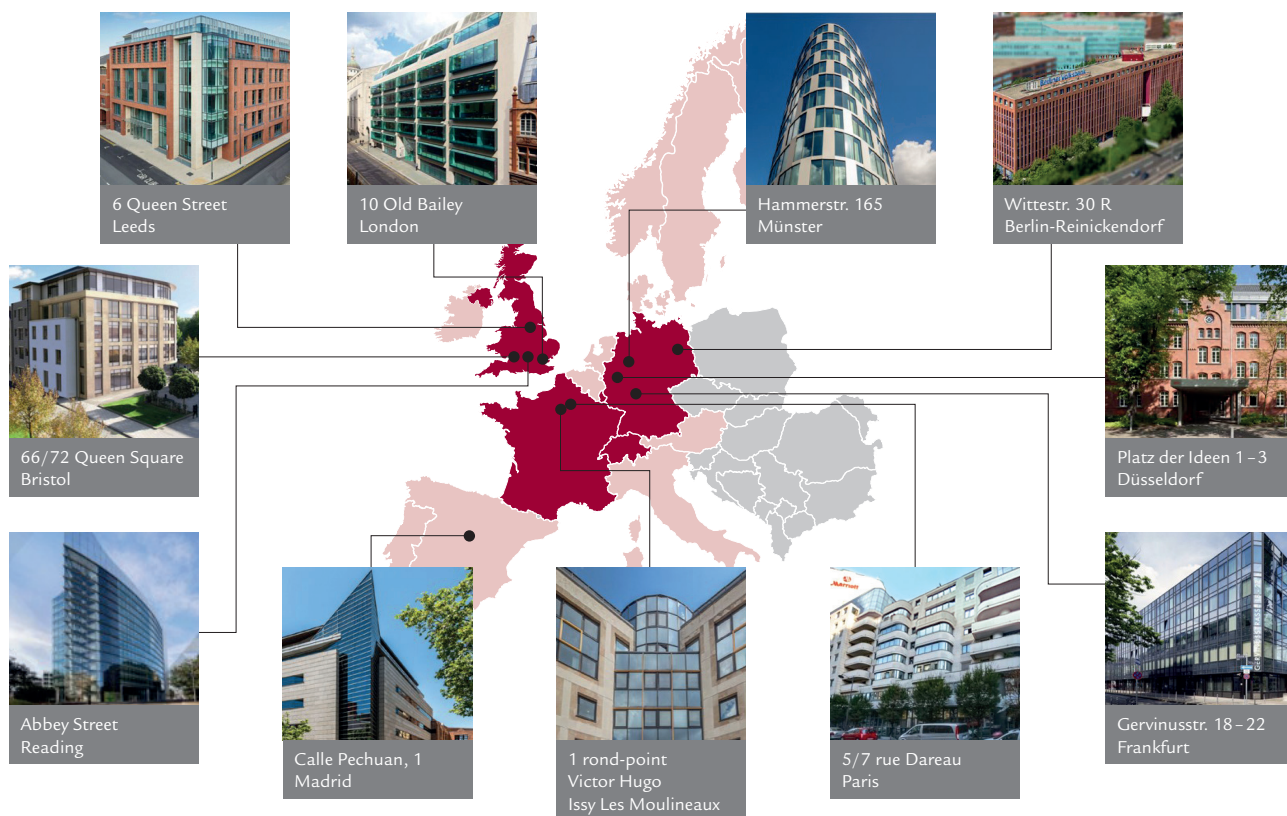 6 Queen Street
Leeds
10 Old Bailey
London
Hammerstr. 165
Münster
Wittestr. 30 R
Berlin-Reinickendorf
66/72 Queen Square
Bristol
Platz der Ideen 1–3
Düsseldorf
Abbey Street
Reading
Calle Pechuan, 1
Madrid
1 rond-point
Victor Hugo
Issy Les Moulineaux
Marriott
5/7 rue Dareau
Paris
Gervinusstr. 18–22
Frankfurt